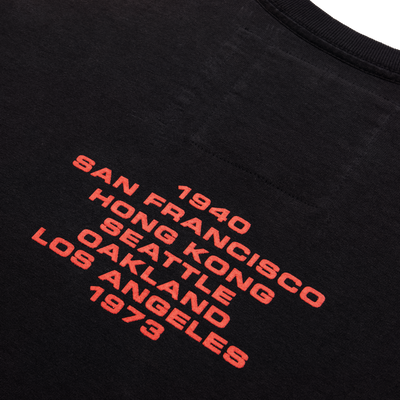 1940
SAN FRANCISCO
HONG KONG
SEATTLE
OAKLAND
LOS ANGELES
1973